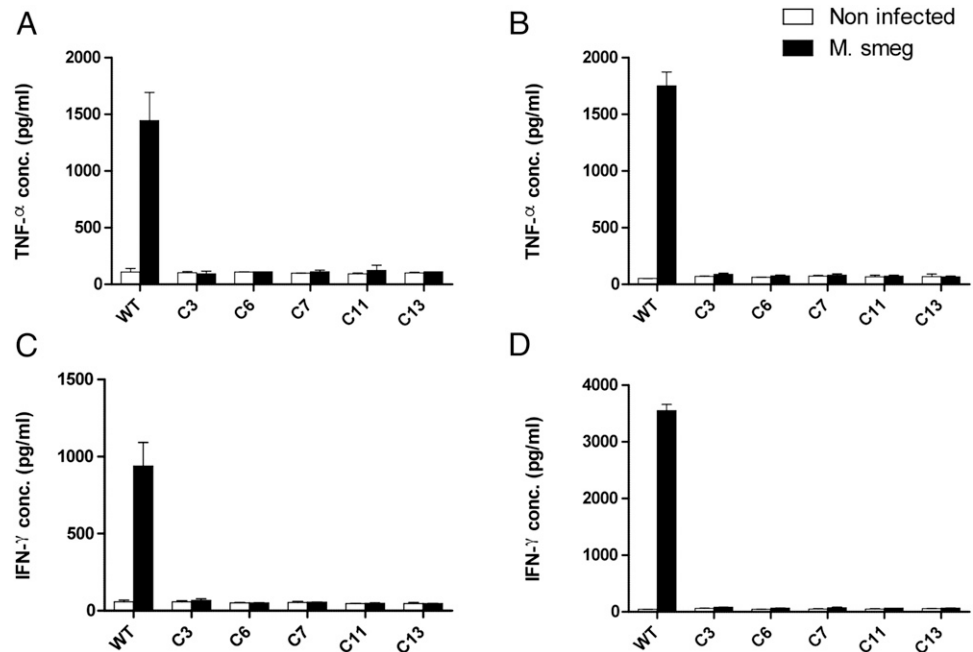 A
TNF-α conc. (pg/ml)
2000
1500
1000
500
0
WT C3 C6 C7 C11 C13
B
Non infected
M. smeg
TNF-α conc. (pg/ml)
2000
1500
1000
500
0
WT C3 C6 C7 C11 C13
C
IFN-γ conc. (pg/ml)
1500
1000
500
0
WT C3 C6 C7 C11 C13
D
IFN-γ conc. (pg/ml)
4000
3000
2000
1000
0
WT C3 C6 C7 C11 C13